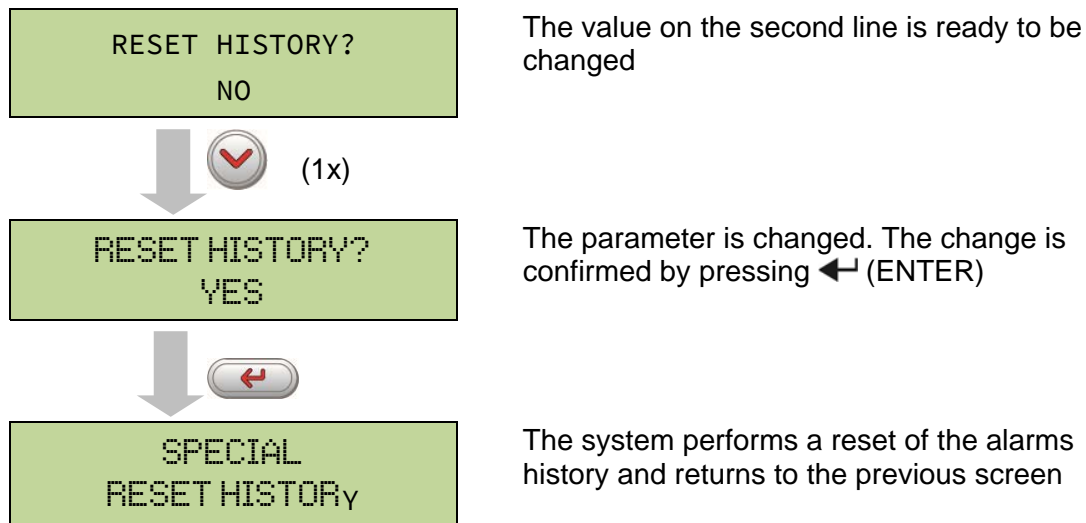 RESET HISTORY?
NO
The value on the second line is ready to be
changed
(1x)
RESET HISTORY?
YES
The parameter is changed. The change is
confirmed by pressing ↵ (ENTER)
SPECIAL
RESET HISTORy
The system performs a reset of the alarms
history and returns to the previous screen